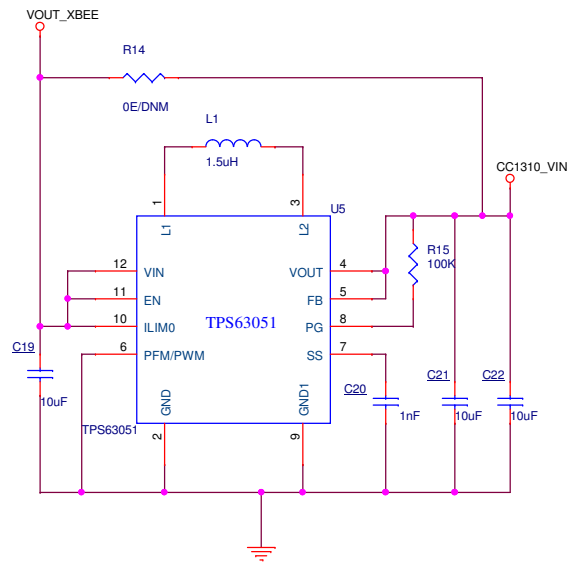 VOUT_XBEE
R14
0E/DNM
L1
1.5uH
CC1310_VIN
1
3
U5
L1
L2
R15
100K
12
VIN
VOUT
4
11
EN
FB
5
10
ILIM0
TPS63051
PG
8
6
PFM/PWM
SS
7
C19
10uF
C20
1nF
C21
10uF
C22
10uF
GND
GND1
TPS63051
2
9